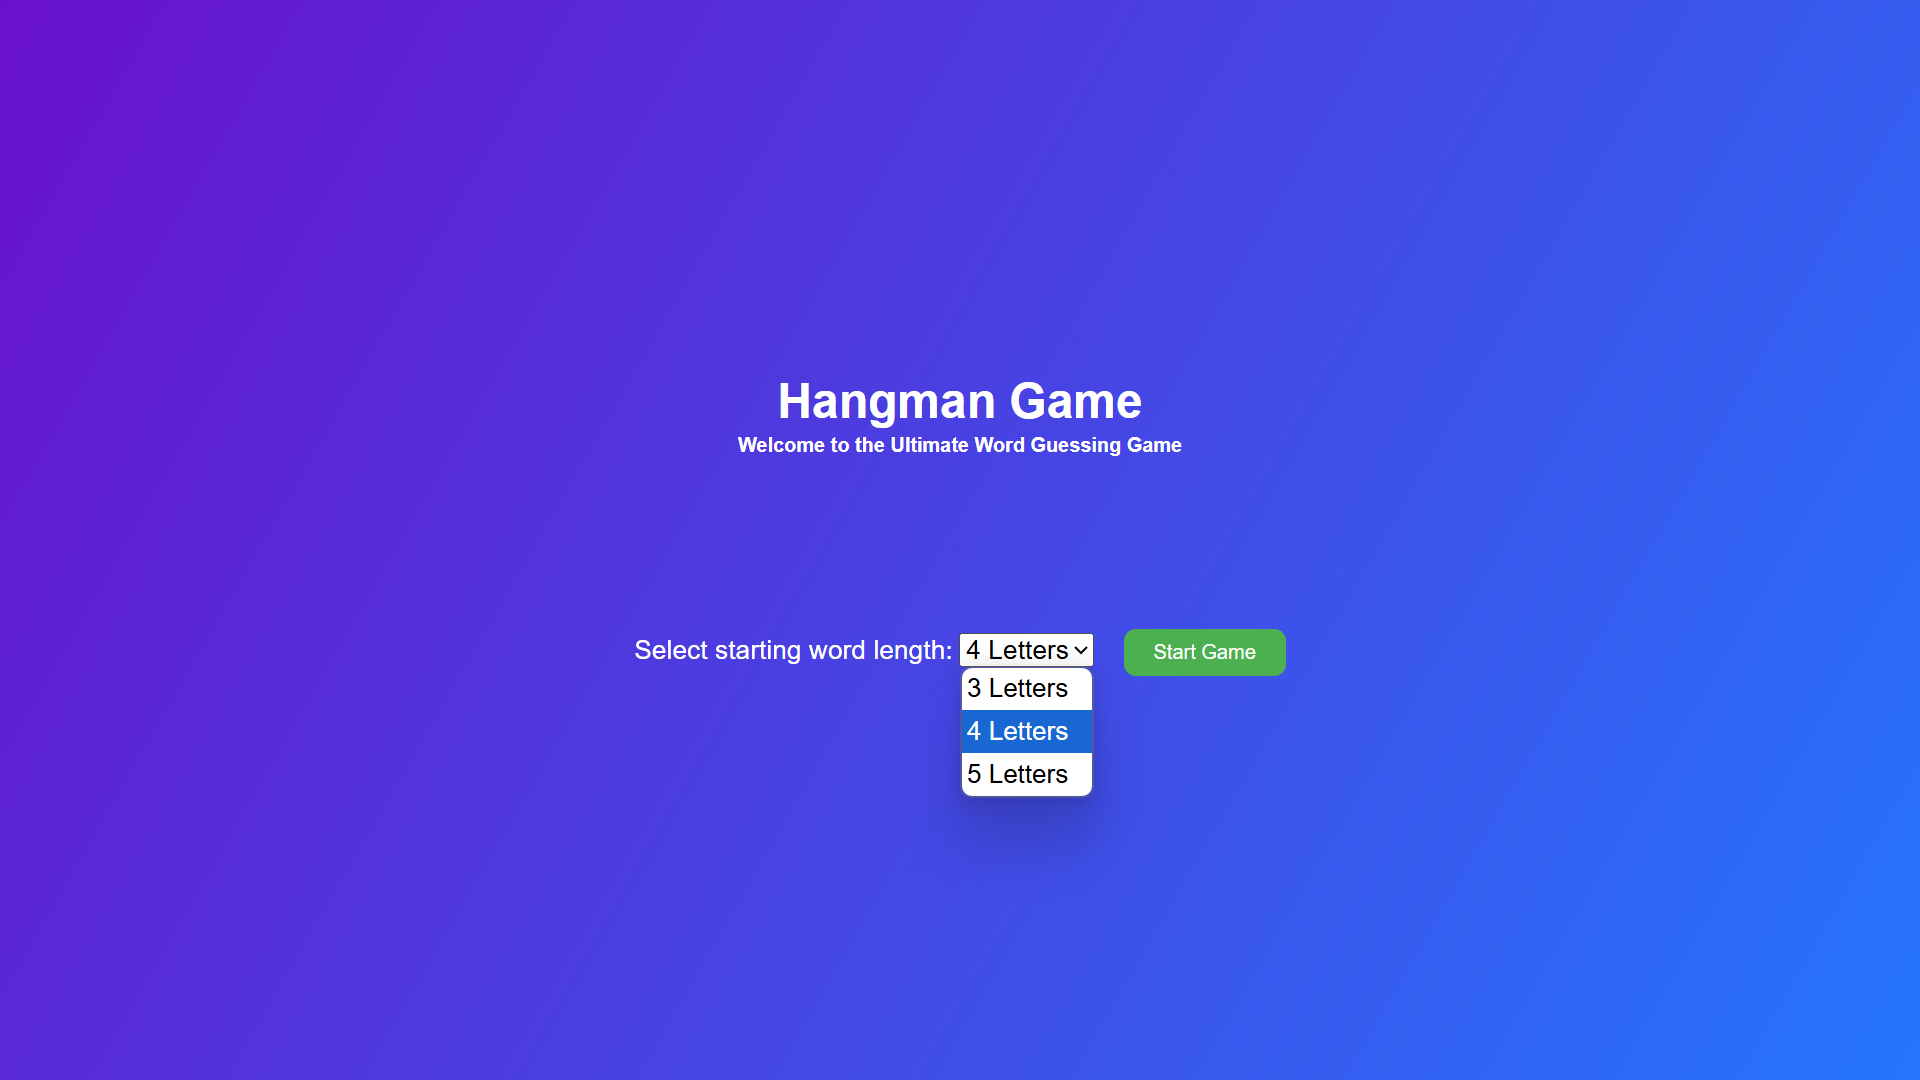 Hangman Game
Welcome to the Ultimate Word Guessing Game
Select starting word length: 4 Letters Start Game
3 Letters
4 Letters
5 Letters